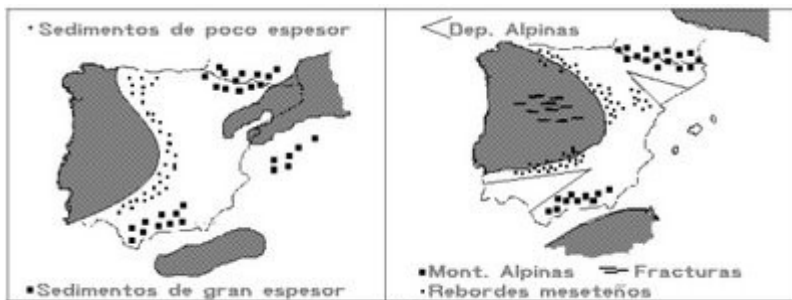 Sedimentos de poco espesor
Sedimentos de gran espesor
Dep. Alpinas
Mont. Alpinas
Fracturas
Rebordes meseteños